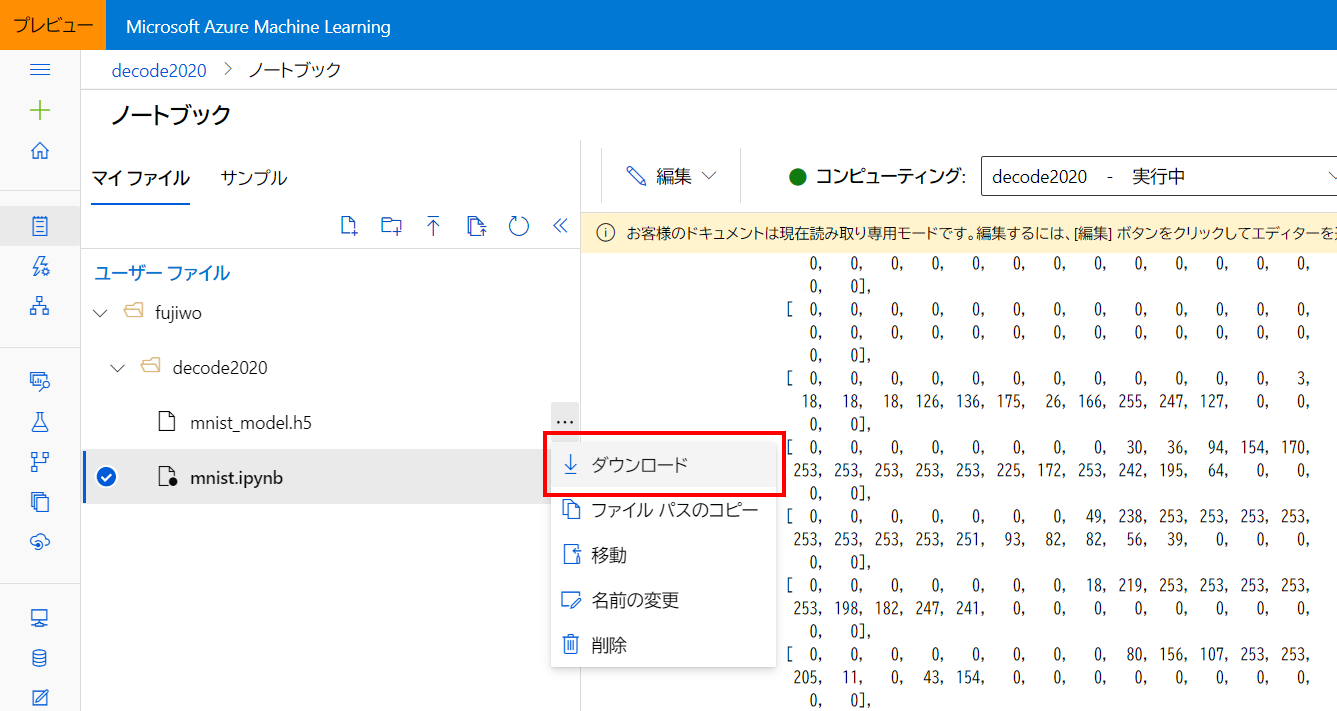 プレビュー
Microsoft Azure Machine Learning
decode2020 > ノートブック
ノートブック
マイ ファイル
サンプル
編集
コンピューティング:
decode2020 - 実行中
お客様のドキュメントは現在読み取り専用モードです。編集するには、[編集] ボタンをクリックしてエディターを
ユーザー ファイル
fujiwo
decode2020
mnist_model.h5
...
mnist.ipynb
ダウンロード
ファイル パスのコピー
移動
名前の変更
削除
0, 0, 0, 0, 0, 0, 0, 0, 0, 0, 0, 0, 0,
0, 0],
[ 0, 0, 0, 0, 0, 0, 0, 0, 0, 0, 0, 0, 0,
0, 0, 0, 0, 0, 0, 0, 0, 0, 0, 0, 0, 0,
0, 0],
[ 0, 0, 0, 0, 0, 0, 0, 0, 0, 0, 0, 0, 3,
18, 18, 18, 126, 136, 175, 26, 166, 255, 247, 127, 0, 0,
0, 0],
[ 0, 0, 0, 0, 0, 0, 0, 0, 30, 36, 94, 154, 170,
253, 253, 253, 253, 253, 225, 172, 253, 242, 195, 64, 0, 0,
0, 0],
[ 0, 0, 0, 0, 0, 0, 0, 49, 238, 253, 253, 253, 253,
253, 253, 253, 253, 251, 93, 82, 82, 56, 39, 0, 0, 0,
0, 0],
[ 0, 0, 0, 0, 0, 0, 0, 18, 219, 253, 253, 253, 253,
253, 198, 182, 247, 241, 0, 0, 0, 0, 0, 0, 0, 0,
0, 0],
[ 0, 0, 0, 0, 0, 0, 0, 0, 80, 156, 107, 253, 253,
205, 11, 0, 43, 154, 0, 0, 0, 0, 0, 0, 0, 0,
0, 0],